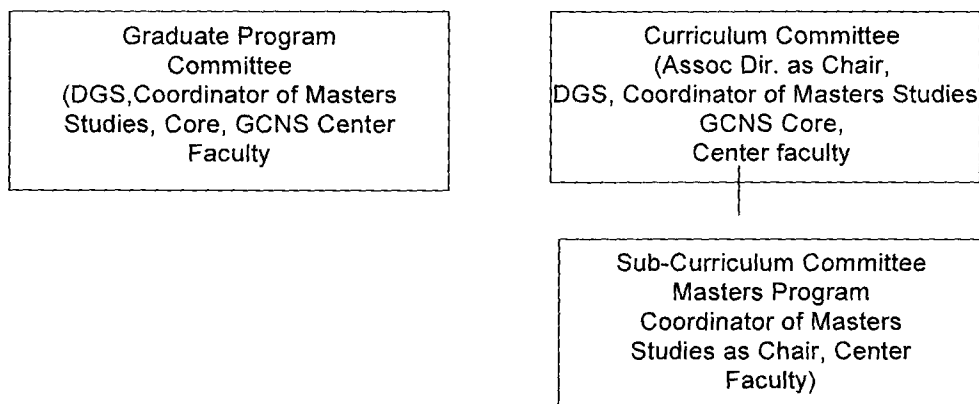 Graduate Program
Committee
(DGS,Coordinator of Masters
Studies, Core, GCNS Center
Faculty
Curriculum Committee
(Assoc Dir. as Chair,
DGS, Coordinator of Masters Studies
GCNS Core,
Center faculty
Sub-Curriculum Committee
Masters Program
Coordinator of Masters
Studies as Chair, Center
Faculty)